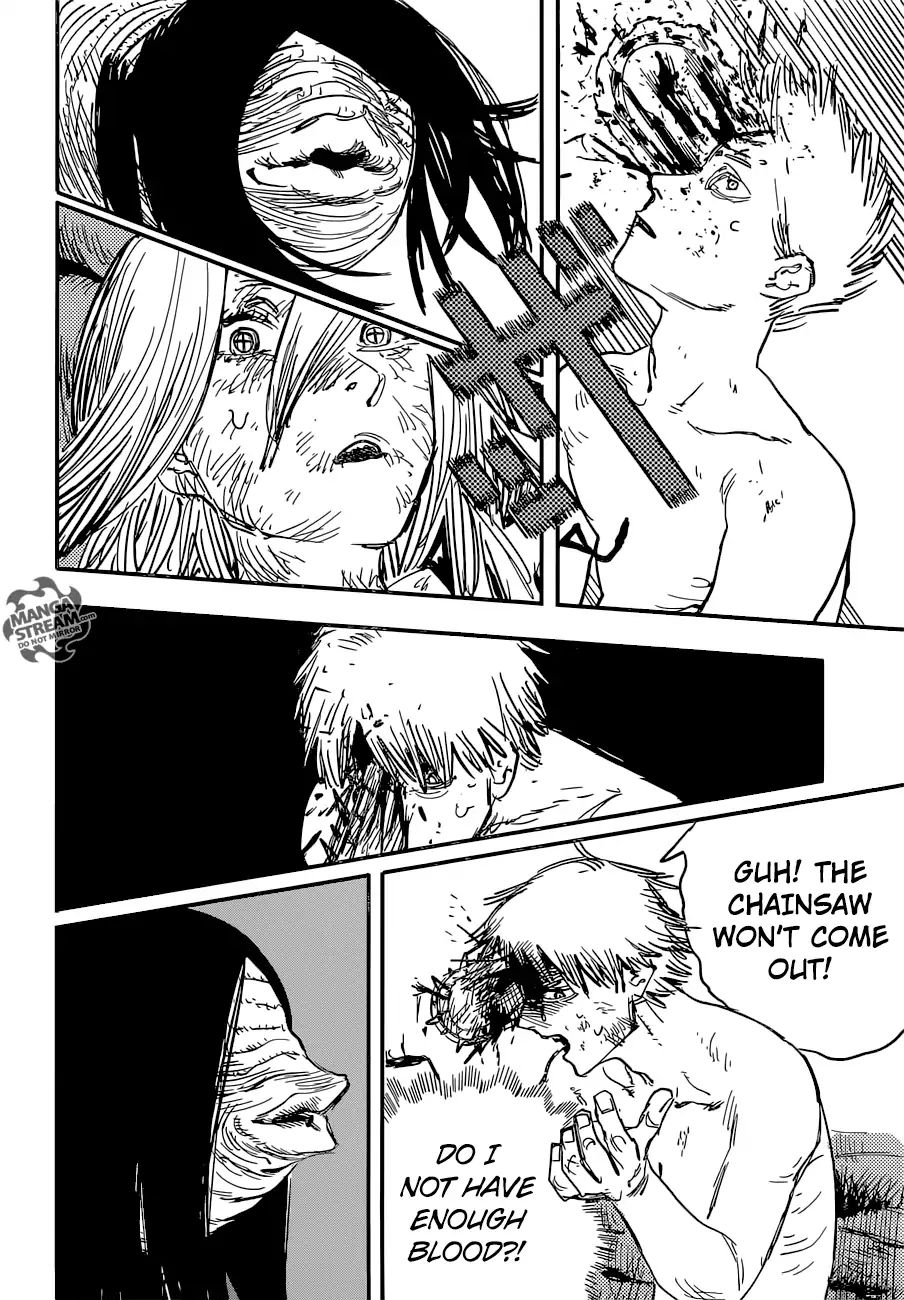 MANGA
STREAM.com
DO NOT MIRROR
GUH! THE
CHAINSAW
WON'T COME
OUT!
DO I
NOT HAVE
ENOUGH
BLOOD?!